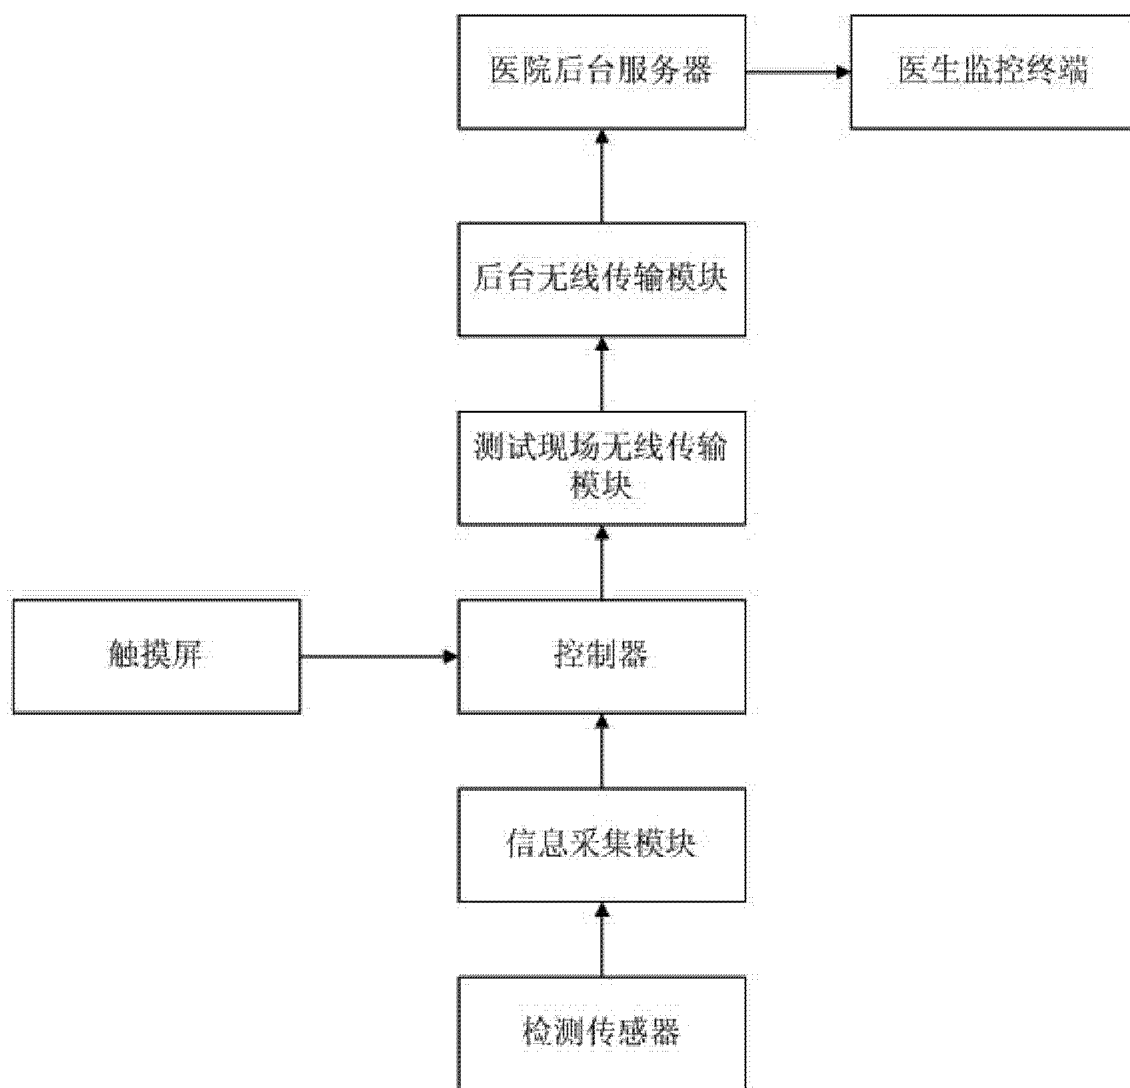 医院后台服务器
医生监控终端
后台无线传输模块
测试现场无线传输
模块
触摸屏
控制器
信息采集模块
检测传感器